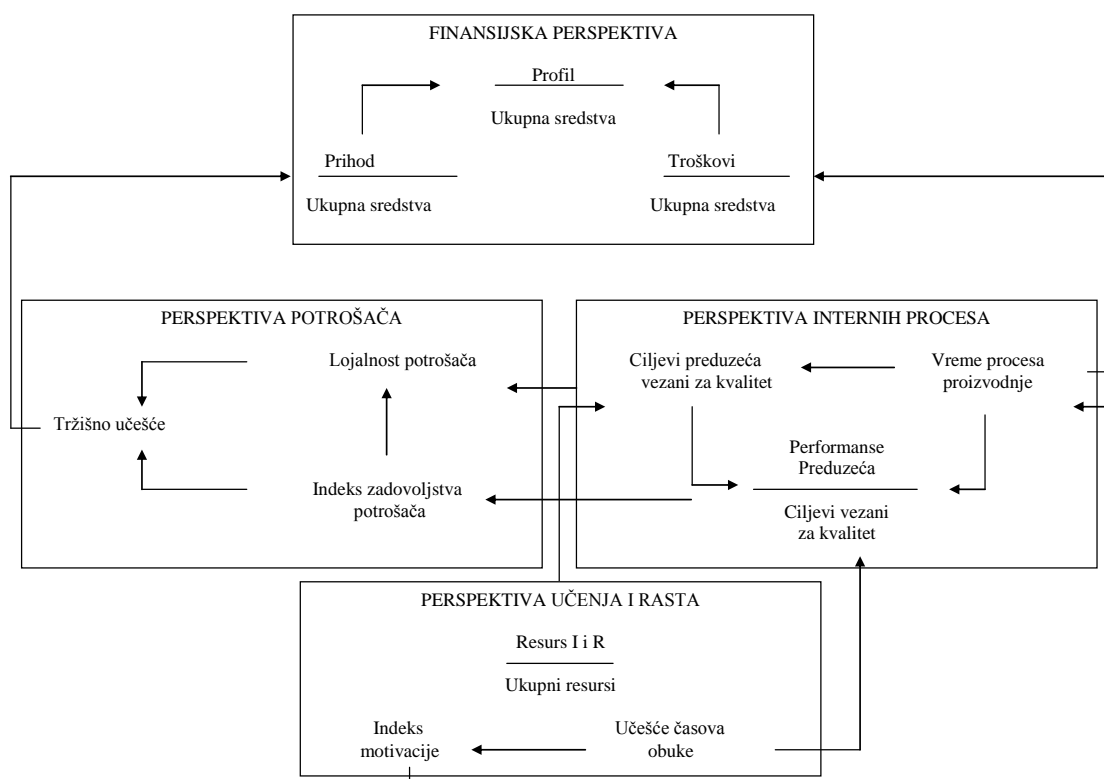 FINANSIJSKA PERSPEKTIVA
Profil
Ukupna sredstva
Prihod
Ukupna sredstva
Troškovi
Ukupna sredstva
PERSPEKTIVA POTROŠAČA
Lojalnost potrošača
Tržišno učešće
Indeks zadovoljstva
potrošača
PERSPEKTIVA INTERNIH PROCESA
Ciljevi preduzeća
vezani za kvalitet
Vreme procesa
proizvodnje
Performanse
Preduzeća
Ciljevi vezani
za kvalitet
PERSPEKTIVA UČENJA I RASTA
Resurs I i R
Ukupni resursi
Indeks
motivacije
Učešće časova
obuke